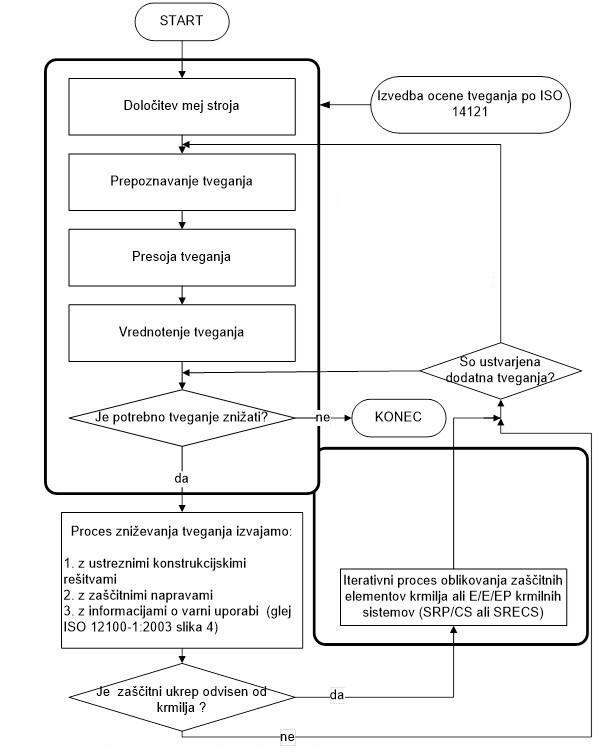 START
Določitev mej stroja
Izvedba ocene tveganja po ISO
14121
Prepoznavanje tveganja
Presoja tveganja
Vrednotenje tveganja
So ustvarjena
dodatna tveganja?
Je potrebno tveganje znižati?
ne
KONEC
da
Proces zniževanja tveganja izvajamo:
1. z ustreznimi konstrukcijskimi
rešitvami
2. z zaščitnimi napravami
3. z informacijami o varni uporabi (glej
ISO 12100-1:2003 slika 4)
Iterativni proces oblikovanja zaščitnih
elementov krmilja ali E/E/EP krmilnih
sistemov (SRP/CS ali SRECS)
Je zaščitni ukrep odvisen od
krmilja ?
da
ne